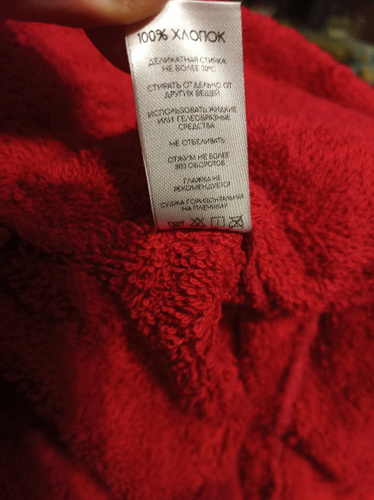 100% ХЛОПОК
ДЕЛИКАТНАЯ СТИРКА
НЕ БОЛЕЕ 30°C
СТИРАТЬ ОТДЕЛЬНО ОТ
ДРУГИХ ВЕЩЕЙ
ИСПОЛЬЗОВАТЬ ЖИДКИЕ
ИЛИ ГЕЛЕОБРАЗНЫЕ
СРЕДСТВА
НЕ ОТБЕЛИВАТЬ
ОТЖИМ НЕ БОЛЕЕ
800 ОБОРОТОВ
ГЛАЖКА НЕ
РЕКОМЕНДУЕТСЯ
СУШКА ГОРИЗОНТАЛЬНАЯ
НА ПЛЕЧИКАХ